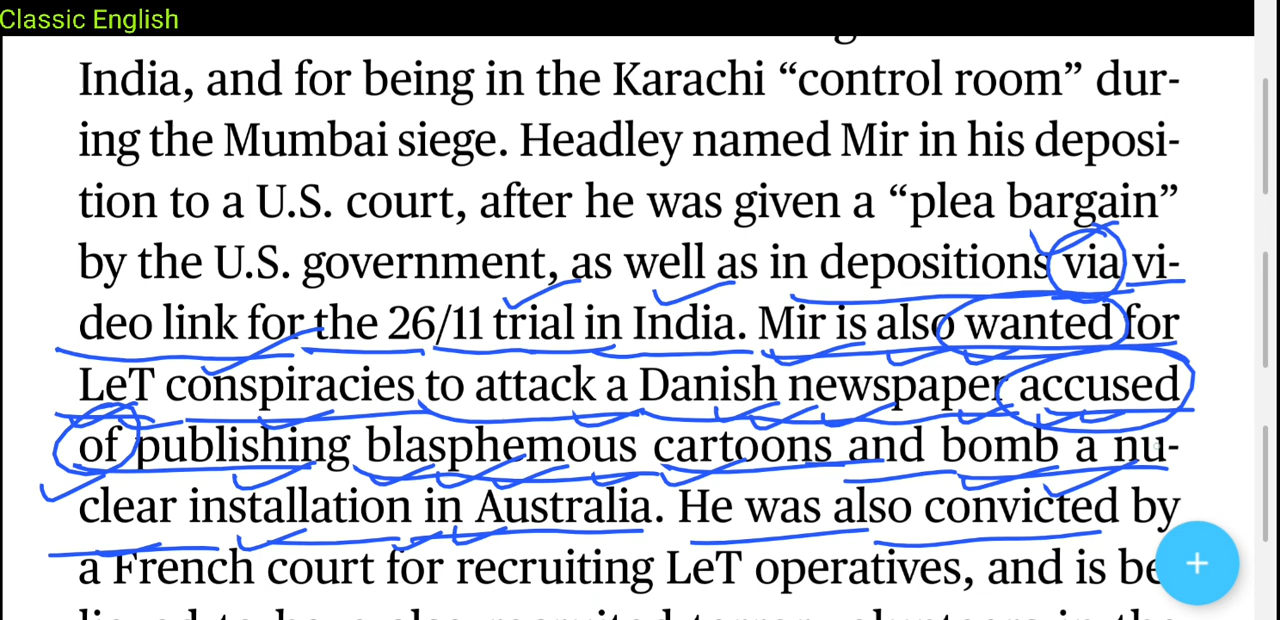 Classic English
India, and for being in the Karachi “control room” dur-
ing the Mumbai siege. Headley named Mir in his deposi-
tion to a U.S. court, after he was given a “plea bargain”
by the U.S. government, as well as in depositions via vi-
deo link for the 26/11 trial in India. Mir is also wanted for
LeT conspiracies to attack a Danish newspaper accused
of publishing blasphemous cartoons and bomb a nu-
clear installation in Australia. He was also convicted by
a French court for recruiting LeT operatives, and is be